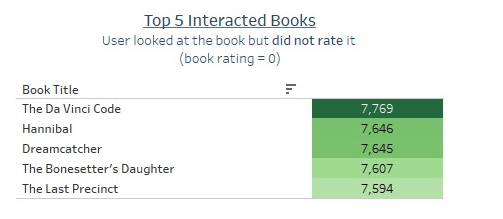 Top 5 Interacted Books
User looked at the book but did not rate it
(book rating = 0)
Book Title
The Da Vinci Code 7,769
Hannibal 7,646
Dreamcatcher 7,645
The Bonesetter's Daughter 7,607
The Last Precinct 7,594